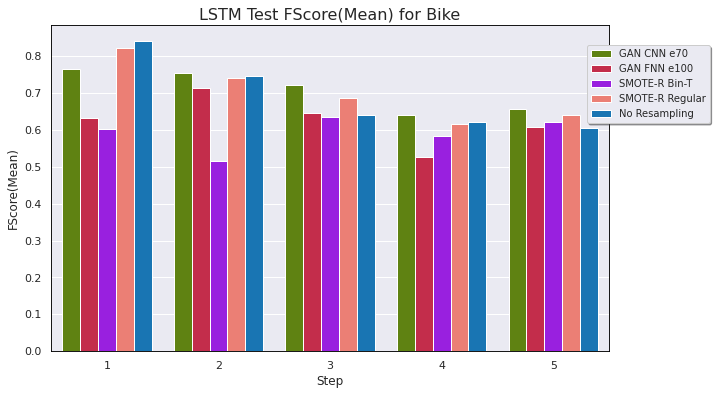 LSTM Test FScore(Mean) for Bike
GAN CNN e70
GAN FNN e100
SMOTE-R Bin-T
SMOTE-R Regular
No Resampling
FScore(Mean)
0.8
0.7
0.6
0.5
0.4
0.3
0.2
0.1
0.0
1 2 3 4 5
Step